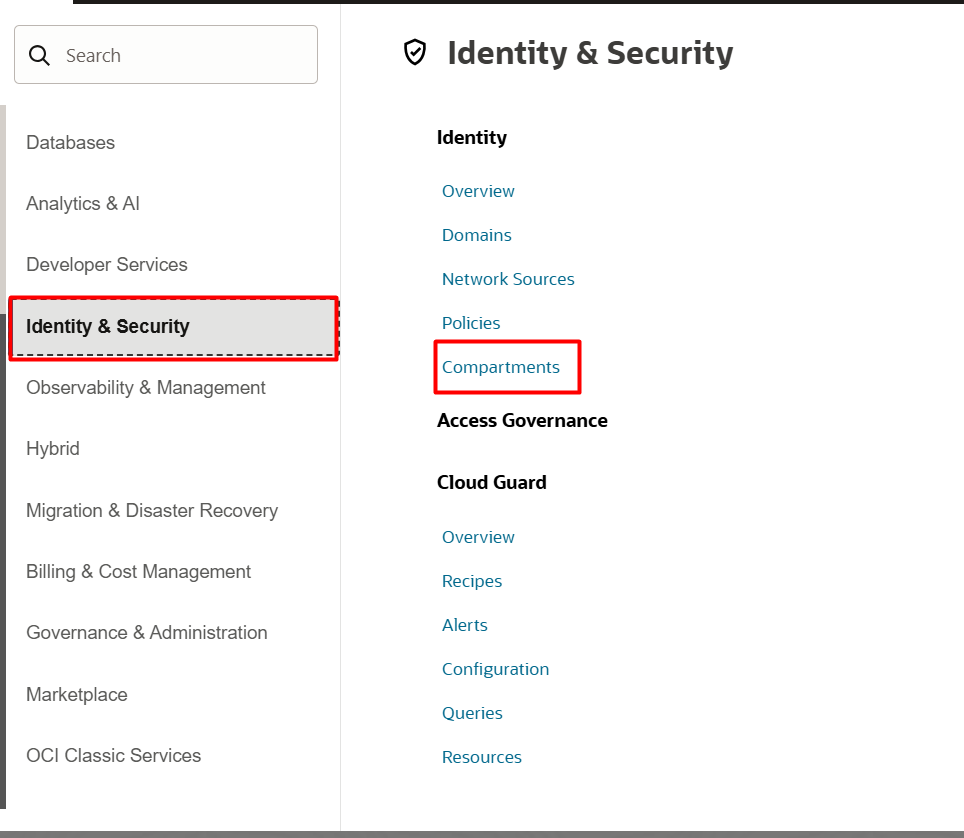 Search
Databases
Analytics & AI
Developer Services
Identity & Security
Observability & Management
Hybrid
Migration & Disaster Recovery
Billing & Cost Management
Governance & Administration
Marketplace
OCI Classic Services
Identity & Security
Identity
Overview
Domains
Network Sources
Policies
Compartments
Access Governance
Cloud Guard
Overview
Recipes
Alerts
Configuration
Queries
Resources